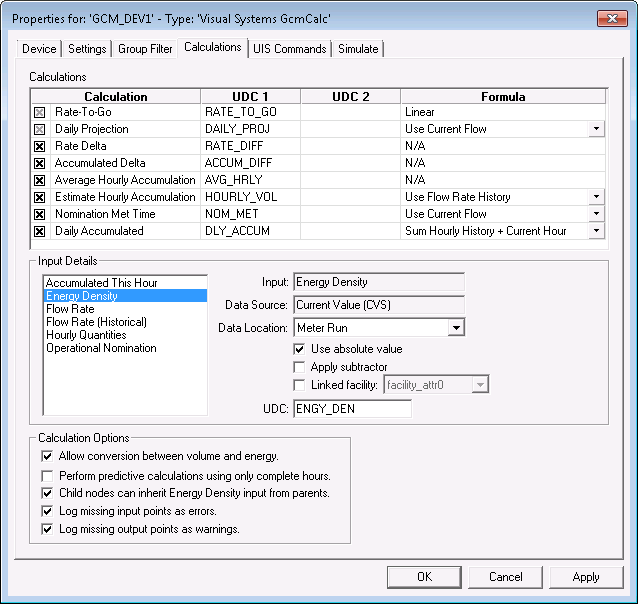 Properties for: 'GCM_DEV1' - Type: 'Visual Systems GcmCalc'
Device Settings Group Filter Calculations UIS Commands Simulate
Calculations
Calculation UDC 1 UDC 2 Formula
Rate-To-Go RATE_TO_GO Linear
Daily Projection DAILY_PROJ Use Current Flow
Rate Delta RATE_DIFF N/A
Accumulated Delta ACCUM_DIFF N/A
Average Hourly Accumulation AVG_HRLY N/A
Estimate Hourly Accumulation HOURLY_VOL Use Flow Rate History
Nomination Met Time NOM_MET Use Current Flow
Daily Accumulated DLY_ACCUM Sum Hourly History + Current Hour
Input Details
Accumulated This Hour
Energy Density
Flow Rate
Flow Rate (Historical)
Hourly Quantities
Operational Nomination
Input: Energy Density
Data Source: Current Value (CVS)
Data Location: Meter Run
Use absolute value
Apply subtractor
Linked facility: facility_attr0
UDC: ENGY_DEN
Calculation Options
Allow conversion between volume and energy.
Perform predictive calculations using only complete hours.
Child nodes can inherit Energy Density input from parents.
Log missing input points as errors.
Log missing output points as warnings.
OK Cancel Apply